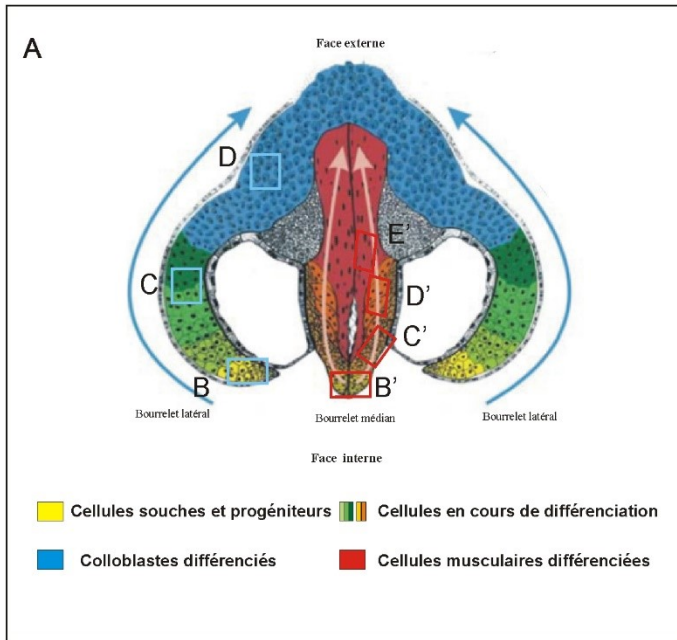 A
Face externe
D
E'
C
D'
C'
B
B'
Bourrelet latéral
Bourrelet médian
Bourrelet latéral
Face interne
Cellules souches et progéniteurs
Cellules en cours de différenciation
Colloblastes différenciés
Cellules musculaires différenciées